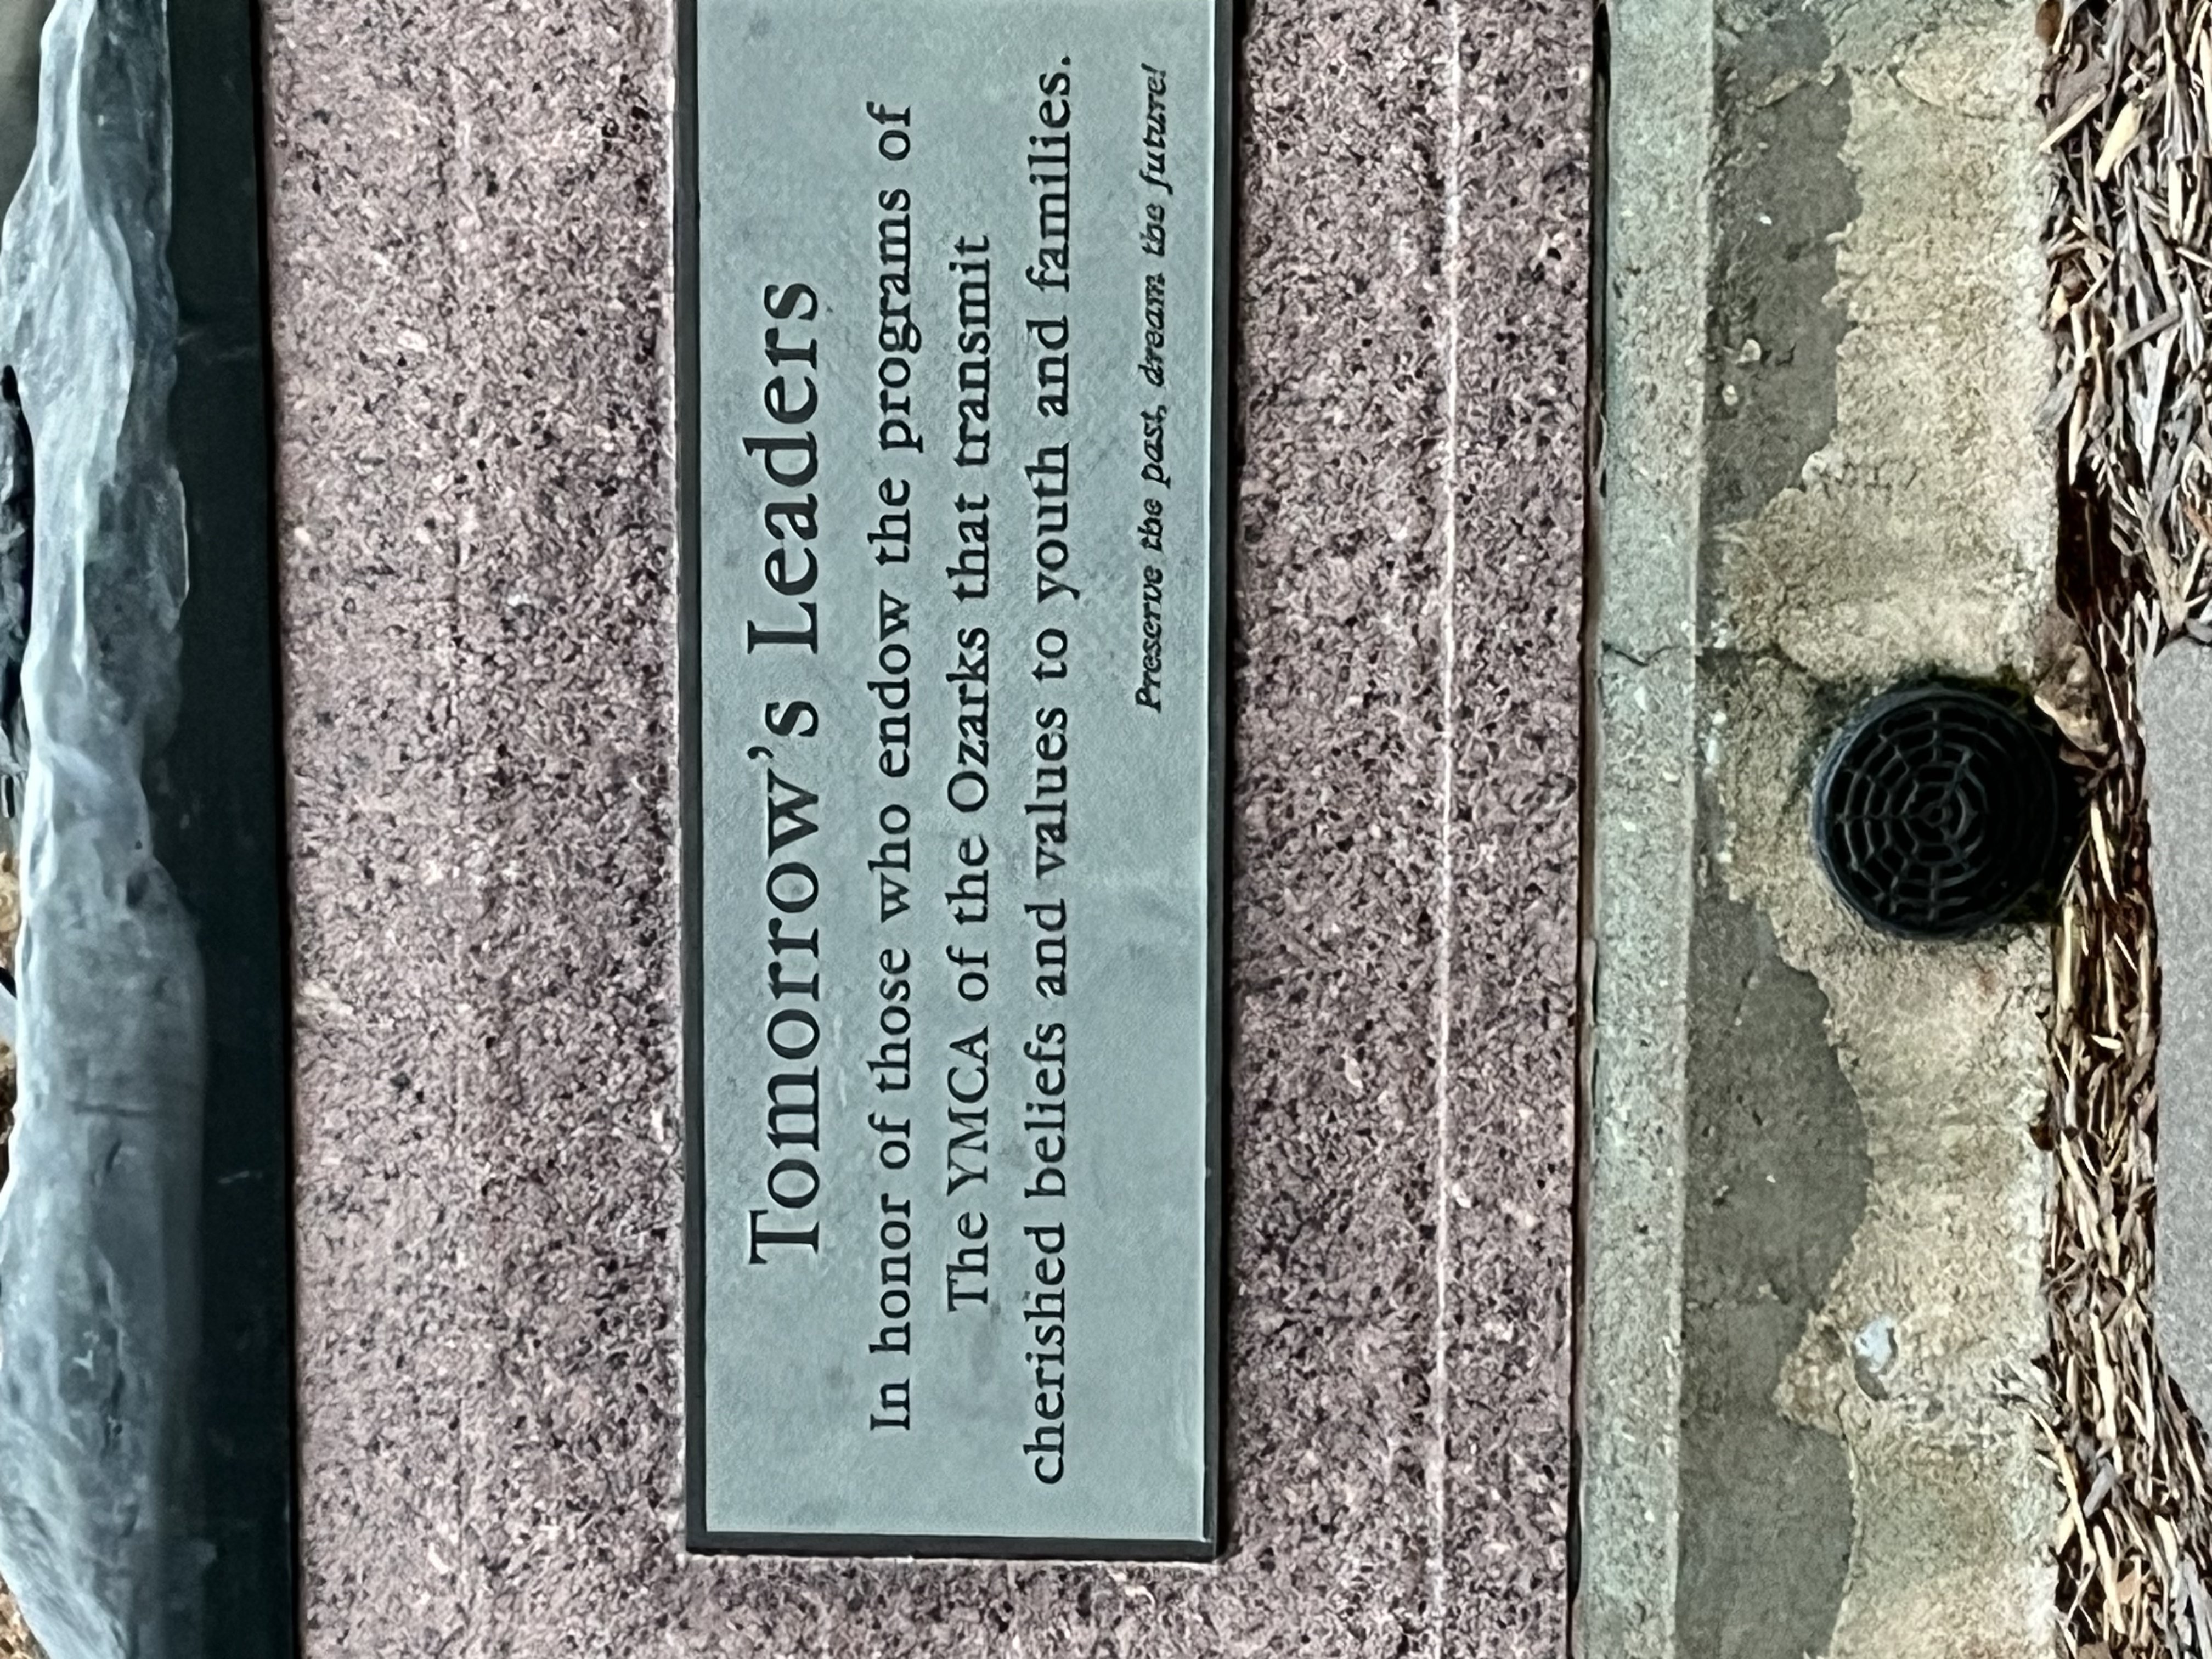 Tomorrow's Leaders
In honor of those who endow the programs of
The YMCA of the Ozarks that transmit
cherished beliefs and values to youth and families.
Preserve the past, dream the future!